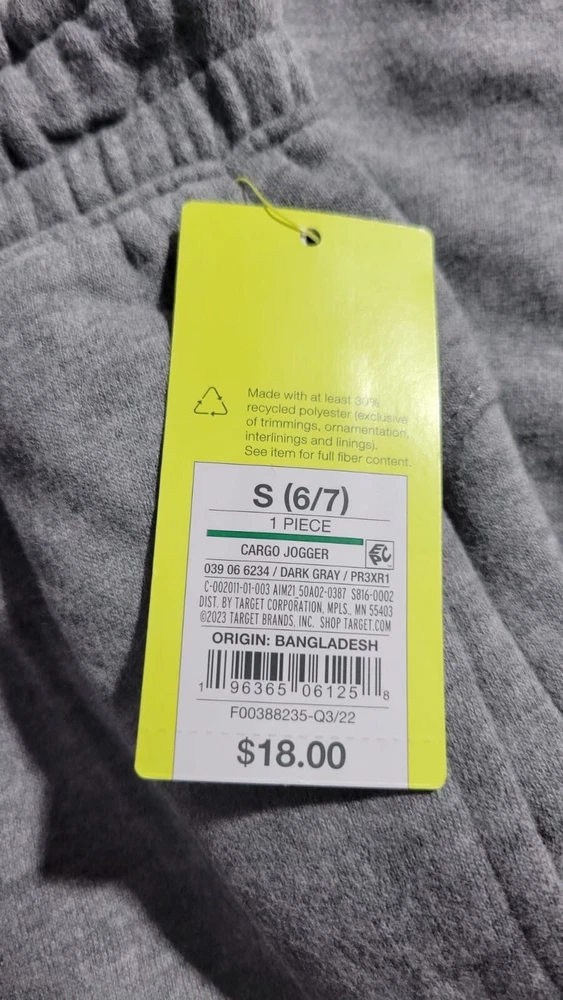 Made with at least 30%
recycled polyester (exclusive
of trimmings, ornamentation,
interlinings and linings).
See item for full fiber content.
S (6/7)
1 PIECE
CARGO JOGGER
039 06 6234 / DARK GRAY / PR3XR1
C-002011-01-003 AIM21 50A02-0387 SB16-0002
DIST. BY TARGET CORPORATION, MPLS., MN 55403
©2023 TARGET BRANDS, INC. SHOP TARGET.COM
ORIGIN: BANGLADESH
1 96365 06125 8
F00388235-Q3/22
$18.00